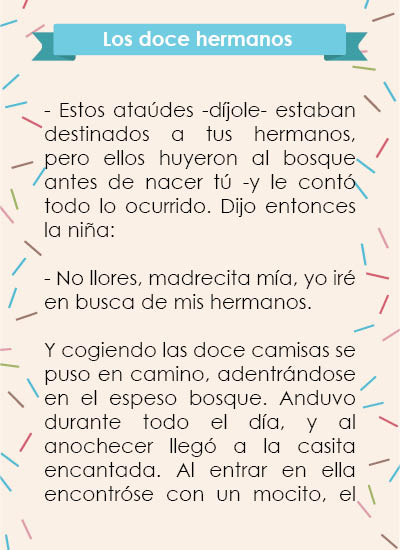 Los doce hermanos
- Estos ataúdes -díjole- estaban
destinados a tus hermanos,
pero ellos huyeron al bosque
antes de nacer tú -y le contó
todo lo ocurrido. Dijo entonces
la niña:
- No llores, madrecita mía, yo iré
en busca de mis hermanos.
Y cogiendo las doce camisas se
puso en camino, adentrándose
en el espeso bosque. Anduvo
durante todo el día, y al
anochecer llegó a la casita
encantada. Al entrar en ella
encontróse con un mocito, el